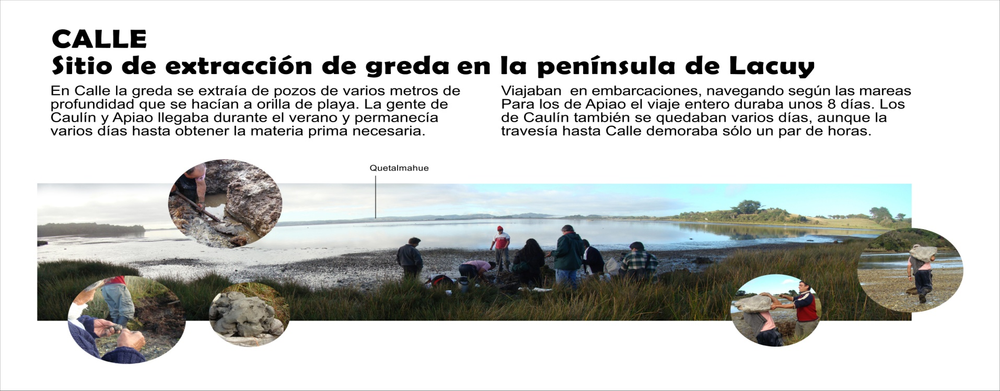 CALLE
Sitio de extracción de greda en la península de Lacuy
En Calle la greda se extraía de pozos de varios metros de
profundidad que se hacían a orilla de playa. La gente de
Caulín y Apiao llegaba durante el verano y permanecía
varios días hasta obtener la materia prima necesaria.
Viajaban en embarcaciones, navegando según las mareas
Para los de Apiao el viaje entero duraba unos 8 días. Los
de Caulín también se quedaban varios días, aunque la
travesía hasta Calle demoraba sólo un par de horas.
Quetalmahue